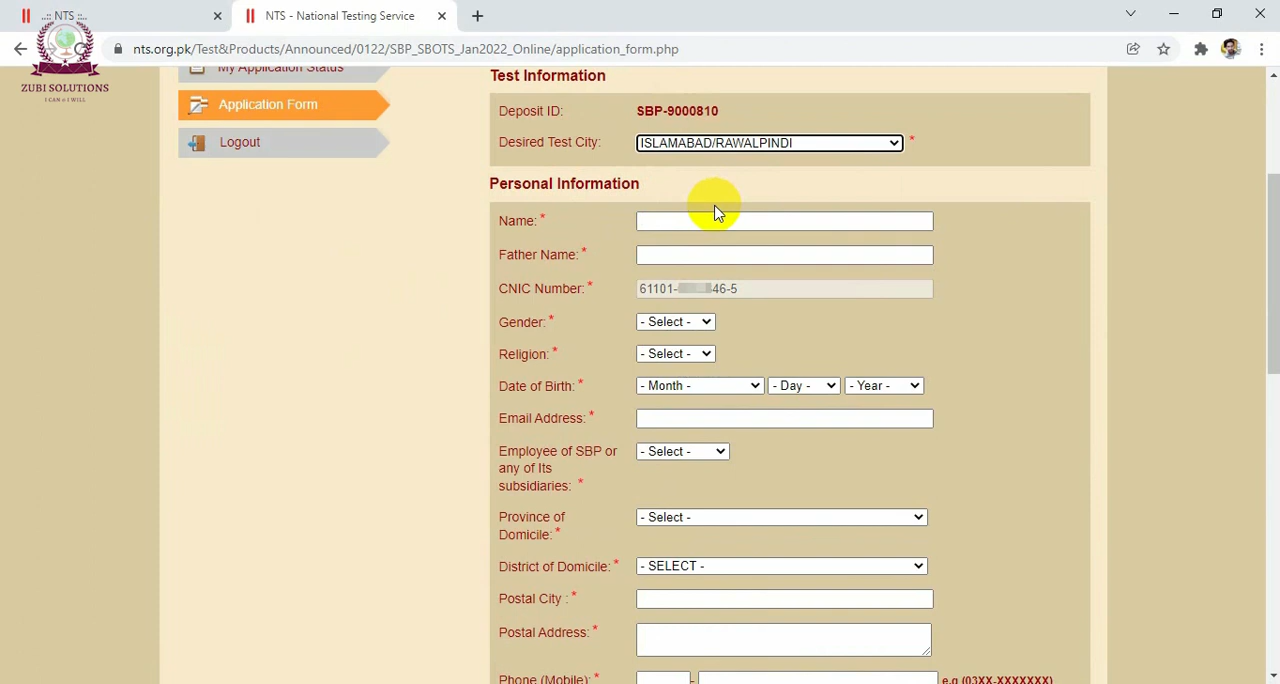 .:: NTS ::.
NTS - National Testing Service
nts.org.pk/Test&Products/Announced/0122/SBP_SBOTS_Jan2022_Online/application_form.php
ZUBI SOLUTIONS
I CAN & I WILL
My Application Status
Application Form
Logout
Test Information
Deposit ID: SBP-9000810
Desired Test City: ISLAMABAD/RAWALPINDI *
Personal Information
Name: *
Father Name: *
CNIC Number: * 61101- 46-5
Gender: * - Select -
Religion: * - Select -
Date of Birth: * - Month - - Day - - Year -
Email Address: *
Employee of SBP or - Select -
any of Its
subsidiaries: *
Province of - Select -
Domicile: *
District of Domicile: * - SELECT -
Postal City : *
Postal Address: *
Phone (Mobile): * - e.g (03XX-XXXXXXX)